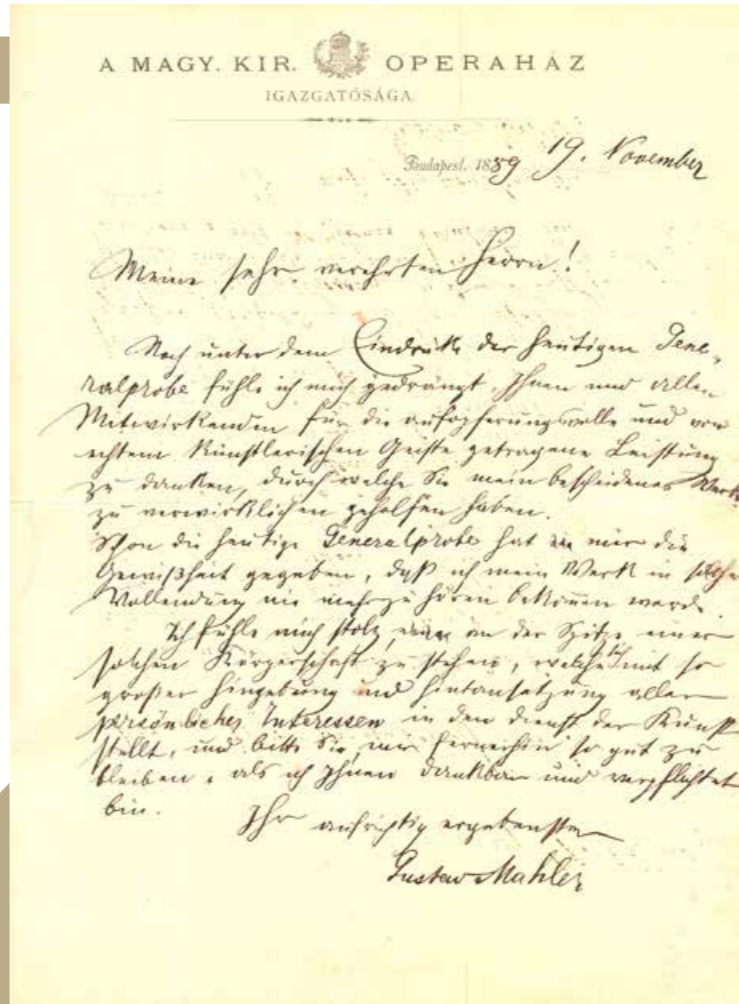 A MAGY. KIR. OPERAHÁZ
IGAZGATÓSÁGA.
Budapest, 1889 19. November
Meine sehr verehrten Herrn!
Noch unter dem Eindruck der heutigen Gene-
ralprobe fühle ich mich gedrängt, Ihnen und allen
Mitwirkenden für die aufopferungsvolle und von
echtem künstlerischen Geiste getragene Leistung
zu danken, durch welche Sie mein bescheidenes Werk
zu verwirklichen geholfen haben.
Schon die heutige Generalprobe hat in mir die
Gewißheit gegeben, daß ich mein Werk in solcher
Vollendung nie mehr zu hören bekommen werde.
Ich fühle mich stolz, an der Spitze einer
solchen Körperschaft zu stehen, welche sich mit so
großer Hingebung und Hintansetzung aller
persönlichen Interessen in den Dienst der Kunst
stellt, und bitte Sie, mir fernerhin so gut zu
bleiben, als ich Ihnen dankbar und verpflichtet
bin.
Ihr aufrichtig ergebenster
Gustav Mahler